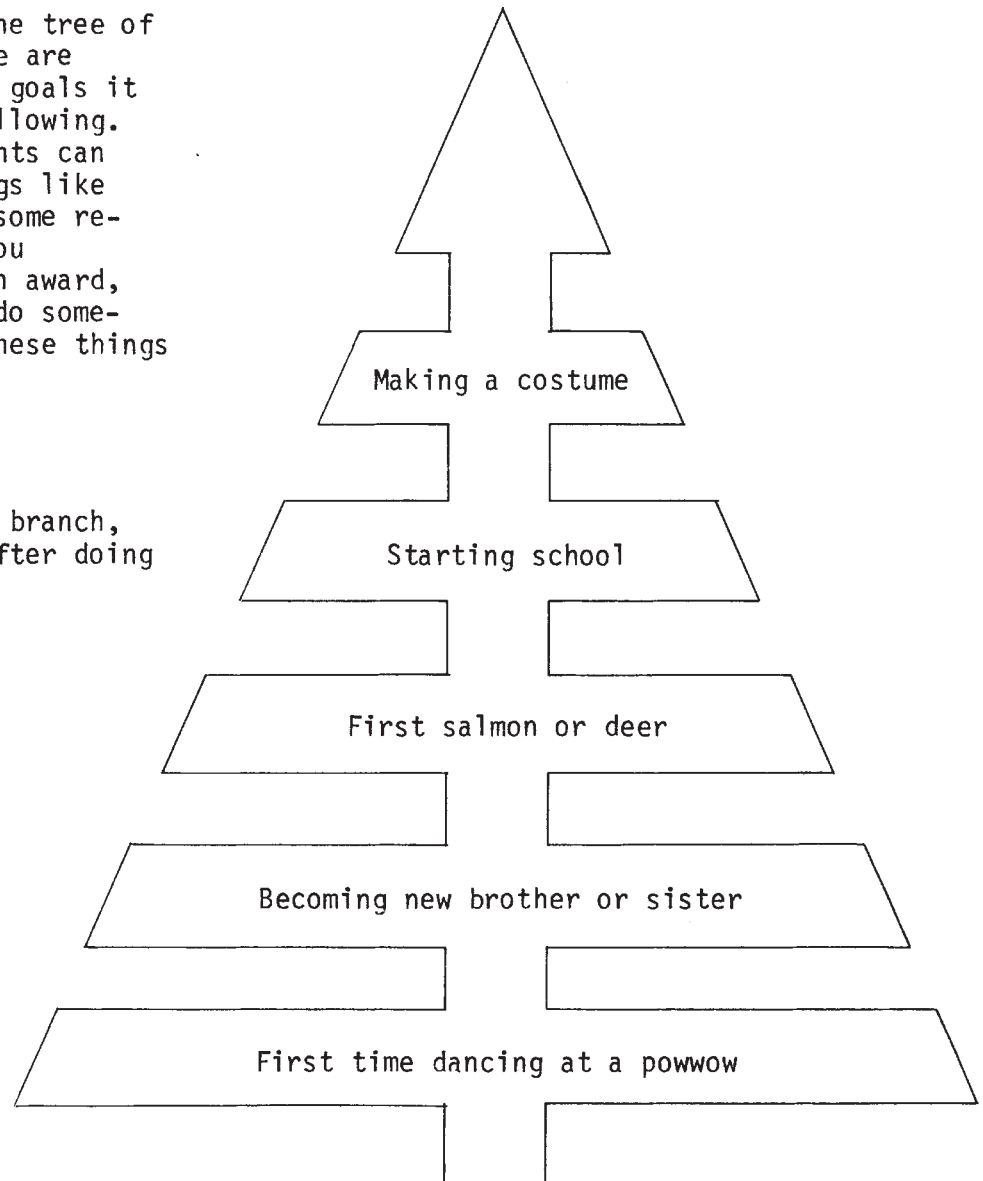 ne tree of
e are
goals it
llowing.
nts can
gs like
some re-
ou
n award,
do some-
hese things
branch,
fter doing
Making a costume
Starting school
First salmon or deer
Becoming new brother or sister
First time dancing at a powwow